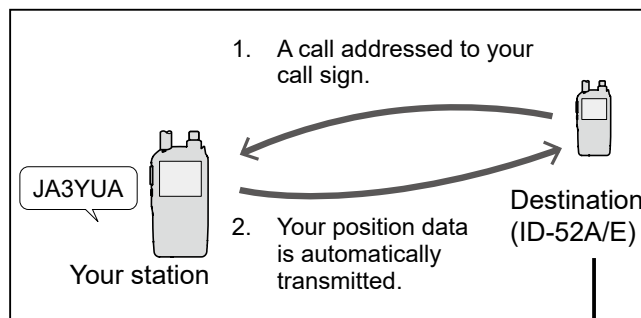 1. A call addressed to your
call sign.
JA3YUA
Your station
2. Your position data
is automatically
transmitted.
Destination
(ID-52A/E)